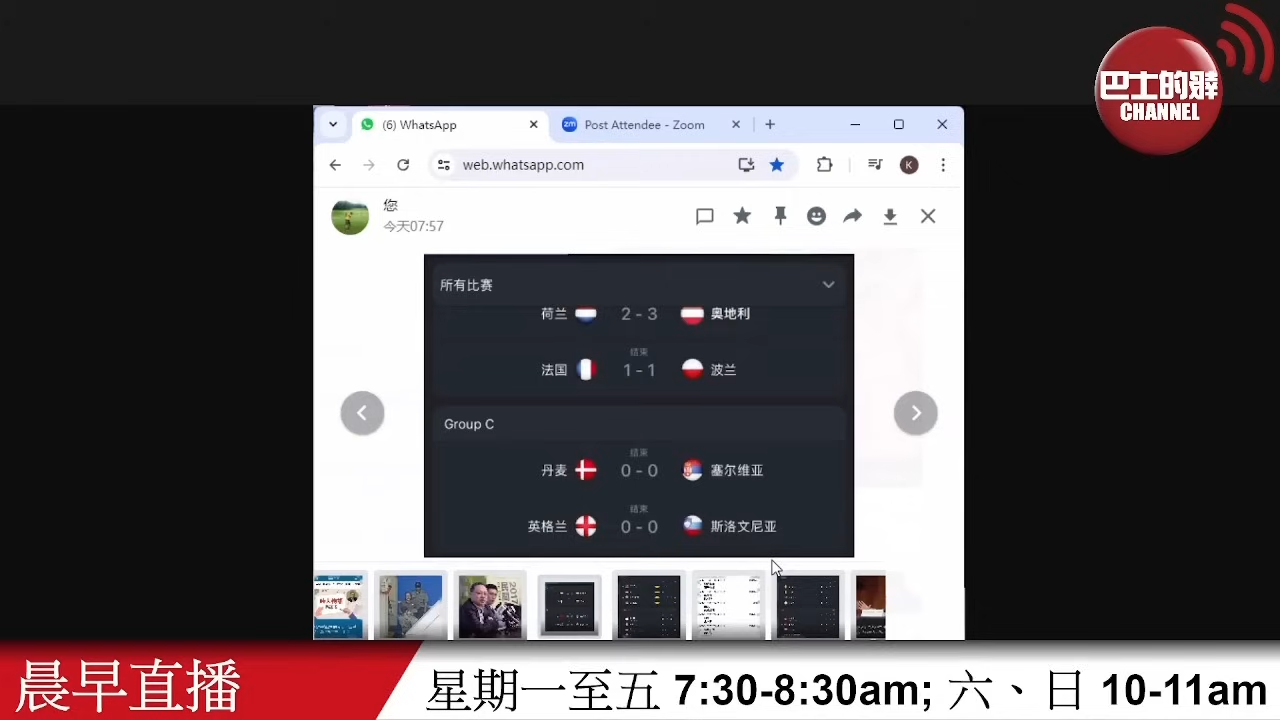 巴士的報
CHANNEL
(6) WhatsApp
Post Attendee - Zoom
web.whatsapp.com
K
您
今天07:57
所有比赛
荷兰 2 - 3 奥地利
结束
法国 1 - 1 波兰
Group C
结束
丹麦 0 - 0 塞尔维亚
结束
英格兰 0 - 0 斯洛文尼亚
晨早直播
星期一至五 7:30-8:30am; 六、日 10-11am